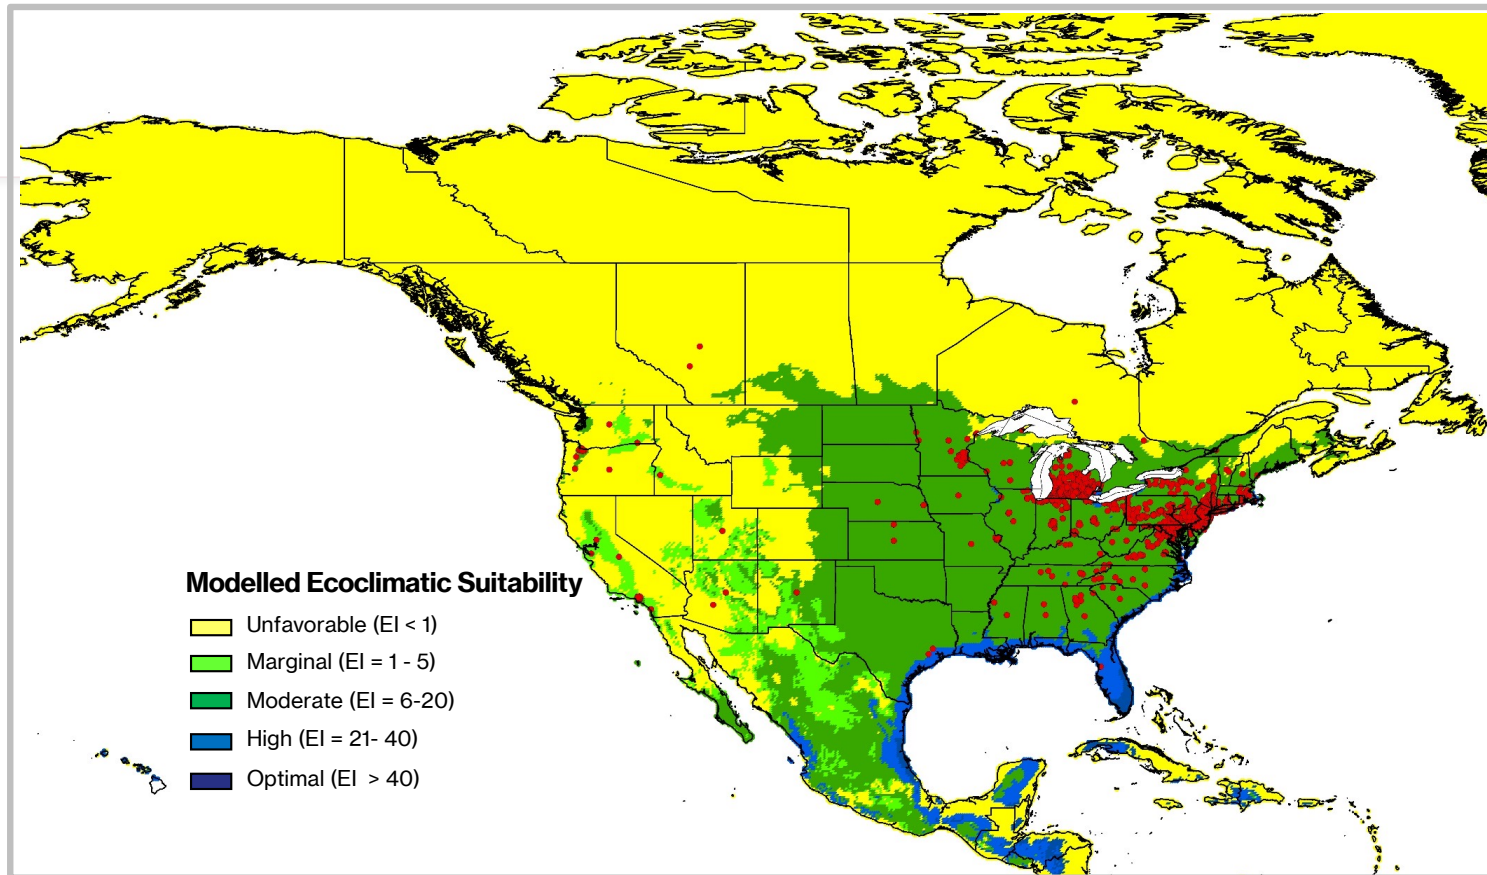 Modelled Ecoclimatic Suitability
Unfavorable (EI < 1)
Marginal (EI = 1 - 5)
Moderate (EI = 6-20)
High (EI = 21- 40)
Optimal (EI  > 40)